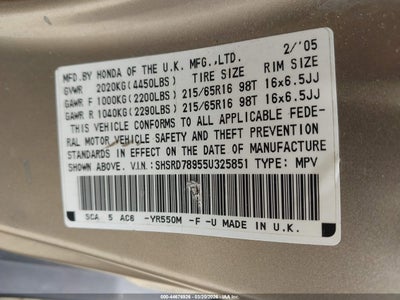 MFD.BY HONDA OF THE U.K. MFG.,LTD. 2/'05
GVWR 2020KG(4450LBS) TIRE SIZE RIM SIZE
GAWR F 1000KG(2200LBS) 215/65R16 98T 16x6.5JJ
GAWR R 1040KG(2290LBS) 215/65R16 98T 16x6.5JJ
THIS VEHICLE CONFORMS TO ALL APPLICABLE FEDE-
RAL MOTOR VEHICLE SAFETY AND THEFT PREVENTION
STANDARDS IN EFFECT ON THE DATE OF MANUFACTURE
SHOWN ABOVE. V.I.N.:SHSRD78955U325851 TYPE: MPV
SCA 5 AC6 -YR550M -F -U MADE IN U.K.